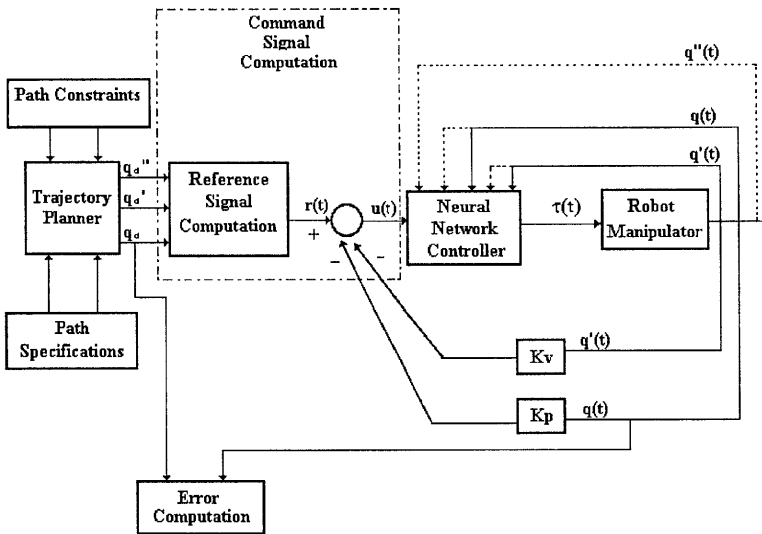 Command
Signal
Computation
q''(t)
Path Constraints
q(t)
q'(t)
q_d''
Trajectory
Planner
q_d'
q_d
Reference
Signal
Computation
r(t)
+
−
−
u(t)
Neural
Network
Controller
τ(t)
Robot
Manipulator
Path
Specifications
Kv
q'(t)
Kp
q(t)
Error
Computation